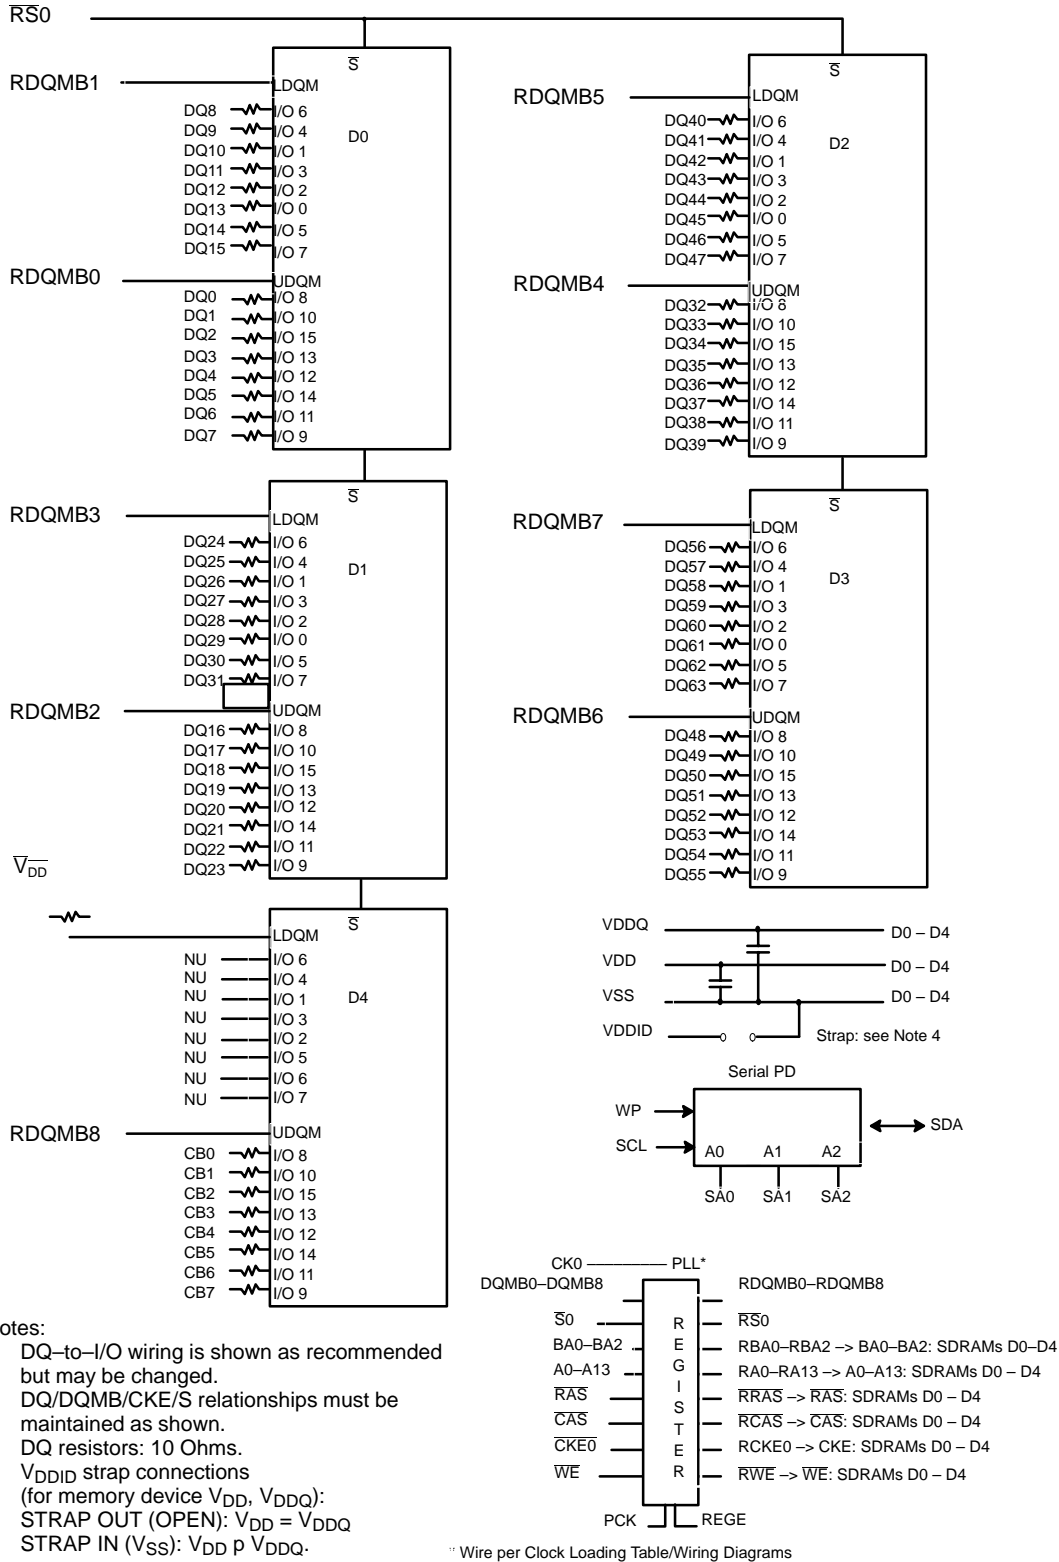 RS0
S
RDQMB1
LDQM
DQ8 I/O 6
DQ9 I/O 4
DQ10 I/O 1
DQ11 I/O 3
DQ12 I/O 2
DQ13 I/O 0
DQ14 I/O 5
DQ15 I/O 7
D0
RDQMB0
UDQM
DQ0 I/O 8
DQ1 I/O 10
DQ2 I/O 15
DQ3 I/O 13
DQ4 I/O 12
DQ5 I/O 14
DQ6 I/O 11
DQ7 I/O 9
S
RDQMB3
LDQM
DQ24 I/O 6
DQ25 I/O 4
DQ26 I/O 1
DQ27 I/O 3
DQ28 I/O 2
DQ29 I/O 0
DQ30 I/O 5
DQ31 I/O 7
D1
RDQMB2
UDQM
DQ16 I/O 8
DQ17 I/O 10
DQ18 I/O 15
DQ19 I/O 13
DQ20 I/O 12
DQ21 I/O 14
DQ22 I/O 11
DQ23 I/O 9
VDD
S
LDQM
NU I/O 6
NU I/O 4
NU I/O 1
NU I/O 3
NU I/O 2
NU I/O 5
NU I/O 6
NU I/O 7
D4
RDQMB8
UDQM
CB0 I/O 8
CB1 I/O 10
CB2 I/O 15
CB3 I/O 13
CB4 I/O 12
CB5 I/O 14
CB6 I/O 11
CB7 I/O 9
S
RDQMB5
LDQM
DQ40 I/O 6
DQ41 I/O 4
DQ42 I/O 1
DQ43 I/O 3
DQ44 I/O 2
DQ45 I/O 0
DQ46 I/O 5
DQ47 I/O 7
D2
RDQMB4
UDQM
DQ32 I/O 8
DQ33 I/O 10
DQ34 I/O 15
DQ35 I/O 13
DQ36 I/O 12
DQ37 I/O 14
DQ38 I/O 11
DQ39 I/O 9
S
RDQMB7
LDQM
DQ56 I/O 6
DQ57 I/O 4
DQ58 I/O 1
DQ59 I/O 3
DQ60 I/O 2
DQ61 I/O 0
DQ62 I/O 5
DQ63 I/O 7
D3
RDQMB6
UDQM
DQ48 I/O 8
DQ49 I/O 10
DQ50 I/O 15
DQ51 I/O 13
DQ52 I/O 12
DQ53 I/O 14
DQ54 I/O 11
DQ55 I/O 9
VDDQ D0 – D4
VDD D0 – D4
VSS D0 – D4
VDDID Strap: see Note 4
Serial PD
WP
SCL
SDA
A0 A1 A2
SA0 SA1 SA2
CK0 PLL*
DQMB0–DQMB8 RDQMB0–RDQMB8
S0 RS0
BA0–BA2 RBA0–RBA2 -> BA0–BA2: SDRAMs D0–D4
A0–A13 RA0–RA13 -> A0–A13: SDRAMs D0 – D4
RAS RRAS -> RAS: SDRAMs D0 – D4
CAS RCAS -> CAS: SDRAMs D0 – D4
CKE0 RCKE0 -> CKE: SDRAMs D0 – D4
WE RWE -> WE: SDRAMs D0 – D4
REGISTER
PCK REGE
otes:
DQ–to–I/O wiring is shown as recommended
but may be changed.
DQ/DQMB/CKE/S relationships must be
maintained as shown.
DQ resistors: 10 Ohms.
VDDID strap connections
(for memory device VDD, VDDQ):
STRAP OUT (OPEN): VDD = VDDQ
STRAP IN (VSS): VDD p VDDQ.
Wire per Clock Loading Table/Wiring Diagrams